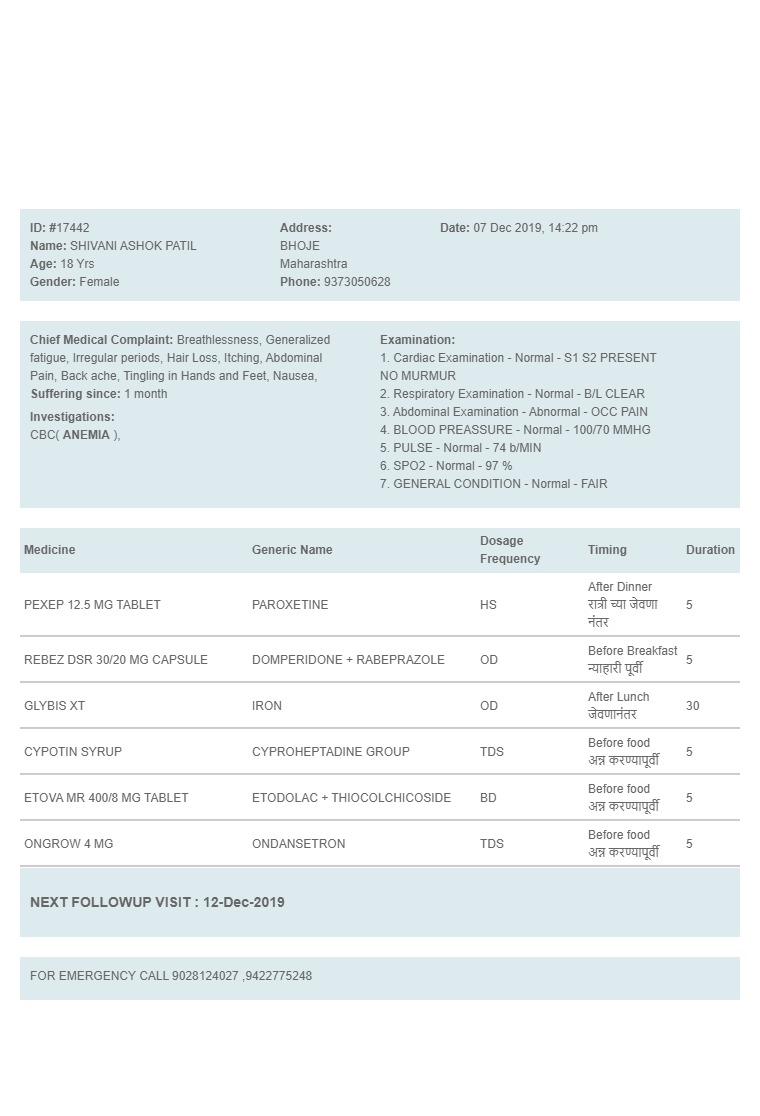 ID: #17442
Name: SHIVANI ASHOK PATIL
Age: 18 Yrs
Gender: Female
Address:
BHOJE
Maharashtra
Phone: 9373050628
Date: 07 Dec 2019, 14:22 pm
Chief Medical Complaint: Breathlessness, Generalized
fatigue, Irregular periods, Hair Loss, Itching, Abdominal
Pain, Back ache, Tingling in Hands and Feet, Nausea,
Suffering since: 1 month
Investigations:
CBC( ANEMIA ),
Examination:
1. Cardiac Examination - Normal - S1 S2 PRESENT
NO MURMUR
2. Respiratory Examination - Normal - B/L CLEAR
3. Abdominal Examination - Abnormal - OCC PAIN
4. BLOOD PREASSURE - Normal - 100/70 MMHG
5. PULSE - Normal - 74 b/MIN
6. SPO2 - Normal - 97 %
7. GENERAL CONDITION - Normal - FAIR
Medicine Generic Name Dosage Frequency Timing Duration
PEXEP 12.5 MG TABLET PAROXETINE HS After Dinner रात्री च्या जेवणा नंतर 5
REBEZ DSR 30/20 MG CAPSULE DOMPERIDONE + RABEPRAZOLE OD Before Breakfast न्याहारी पूर्वी 5
GLYBIS XT IRON OD After Lunch जेवणानंतर 30
CYPOTIN SYRUP CYPROHEPTADINE GROUP TDS Before food अन्न करण्यापूर्वी 5
ETOVA MR 400/8 MG TABLET ETODOLAC + THIOCOLCHICOSIDE BD Before food अन्न करण्यापूर्वी 5
ONGROW 4 MG ONDANSETRON TDS Before food अन्न करण्यापूर्वी 5
NEXT FOLLOWUP VISIT : 12-Dec-2019
FOR EMERGENCY CALL 9028124027 ,9422775248